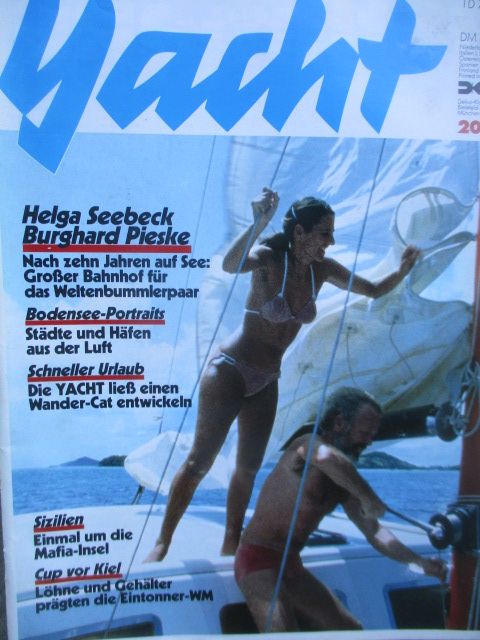 Yacht
1 D
DM
20
Helga Seebeck
Burghard Pieske
Nach zehn Jahren auf See:
Großer Bahnhof für
das Weltenbummlerpaar
Bodensee-Portraits
Städte und Häfen
aus der Luft
Schneller Urlaub
Die YACHT ließ einen
Wander-Cat entwickeln
Sizilien
Einmal um die
Mafia-Insel
Cup vor Kiel
Löhne und Gehälter
prägten die Eintonner-WM